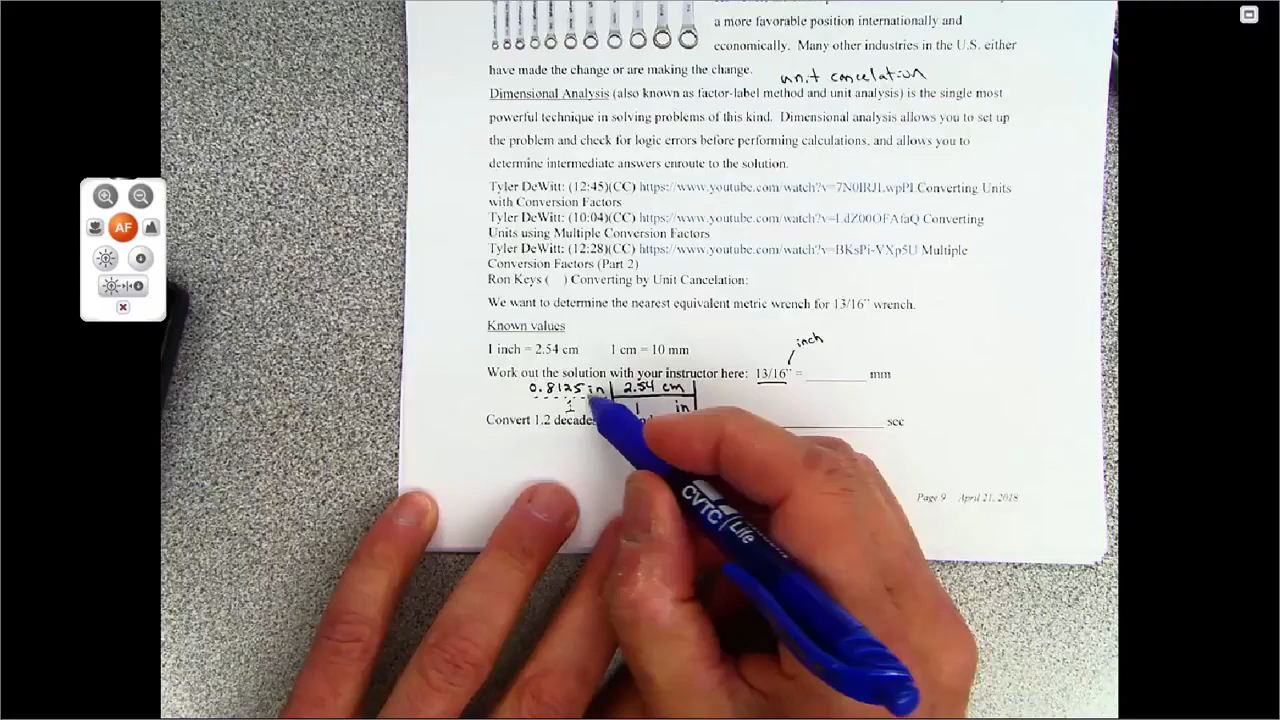 a more favorable position internationally and
economically. Many other industries in the U.S. either
have made the change or are making the change.
unit cancelation
Dimensional Analysis (also known as factor-label method and unit analysis) is the single most
powerful technique in solving problems of this kind. Dimensional analysis allows you to set up
the problem and check for logic errors before performing calculations, and allows you to
determine intermediate answers enroute to the solution.
Tyler DeWitt: (12:45)(CC) https://www.youtube.com/watch?v=7N0lRJLwpPI Converting Units
with Conversion Factors
Tyler DeWitt: (10:04)(CC) https://www.youtube.com/watch?v=LdZ00OFAfaQ Converting
Units using Multiple Conversion Factors
Tyler DeWitt: (12:28)(CC) https://www.youtube.com/watch?v=BKsPi-VXp5U Multiple
Conversion Factors (Part 2)
Ron Keys ( ) Converting by Unit Cancelation:
We want to determine the nearest equivalent metric wrench for 13/16" wrench.
Known values
1 inch = 2.54 cm 1 cm = 10 mm
inch
Work out the solution with your instructor here: 13/16" = ______ mm
0.8125 in 2.54 cm
1 1 in
Convert 1.2 decades sec
Page 9 April 21, 2018
AF
CVTC Life